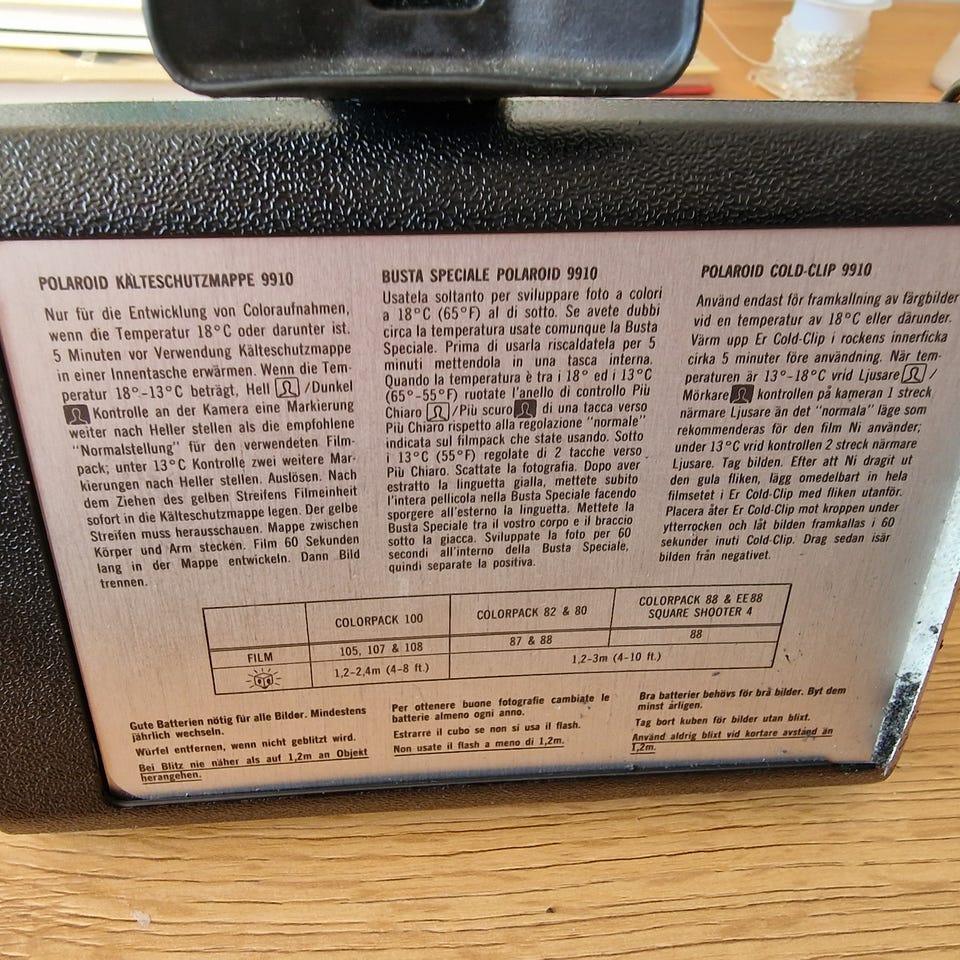 POLAROID KÄLTESCHUTZMAPPE 9910
Nur für die Entwicklung von Coloraufnahmen,
wenn die Temperatur 18°C oder darunter ist.
5 Minuten vor Verwendung Kälteschutzmappe
in einer Innentasche erwärmen. Wenn die Tem-
peratur 18°-13°C beträgt, Hell /Dunkel
Kontrolle an der Kamera eine Markierung
weiter nach Heller stellen als die empfohlene
"Normalstellung" für den verwendeten Film-
pack; unter 13°C Kontrolle zwei weitere Mar-
kierungen nach Heller stellen. Auslösen. Nach
dem Ziehen des gelben Streifens Filmeinheit
sofort in die Kälteschutzmappe legen. Der gelbe
Streifen muss herausschauen. Mappe zwischen
Körper und Arm stecken. Film 60 Sekunden
lang in der Mappe entwickeln. Dann Bild
trennen.
BUSTA SPECIALE POLAROID 9910
Usatela soltanto per sviluppare foto a colori
a 18°C (65°F) al di sotto. Se avete dubbi
circa la temperatura usate comunque la Busta
Speciale. Prima di usarla riscaldatela per 5
minuti mettendola in una tasca interna.
Quando la temperatura è tra i 18° ed i 13°C
(65°-55°F) ruotate l'anello di controllo Più
Chiaro /Più scuro di una tacca verso
Più Chiaro rispetto alla regolazione "normale"
indicata sul filmpack che state usando. Sotto
i 13°C (55°F) regolate di 2 tacche verso
Più Chiaro. Scattate la fotografia. Dopo aver
estratto la linguetta gialla, mettete subito
l'intera pellicola nella Busta Speciale facendo
sporgere all'esterno la linguetta. Mettete la
Busta Speciale tra il vostro corpo e il braccio
sotto la giacca. Sviluppate la foto per 60
secondi all'interno della Busta Speciale,
quindi separate la positiva.
POLAROID COLD-CLIP 9910
Använd endast för framkallning av färgbilder
vid en temperatur av 18°C eller därunder.
Värm upp Er Cold-Clip i rockens innerficka
cirka 5 minuter före användning. När tem-
peraturen är 13°-18°C vrid Ljusare /
Mörkare kontrollen på kameran 1 streck
närmare Ljusare än det "normala" läge som
rekommenderas för den film Ni använder;
under 13°C vrid kontrollen 2 streck närmare
Ljusare. Tag bilden. Efter att Ni dragit ut
den gula fliken, lägg omedelbart in hela
filmsetet i Er Cold-Clip med fliken utanför.
Placera åter Er Cold-Clip mot kroppen under
ytterrocken och låt bilden framkallas i 60
sekunder inuti Cold-Clip. Drag sedan isär
bilden från negativet.
COLORPACK 100 COLORPACK 82 & 80 COLORPACK 88 & EE88
SQUARE SHOOTER 4
FILM 105, 107 & 108 87 & 88 88
1,2-2,4m (4-8 ft.) 1,2-3m (4-10 ft.)
Gute Batterien nötig für alle Bilder. Mindestens
jährlich wechseln.
Würfel entfernen, wenn nicht geblitzt wird.
Bei Blitz nie näher als auf 1,2m an Objekt
herangehen.
Per ottenere buone fotografie cambiate le
batterie almeno ogni anno.
Estrarre il cubo se non si usa il flash.
Non usate il flash a meno di 1,2m.
Bra batterier behövs för bra bilder. Byt dem
minst årligen.
Tag bort kuben för bilder utan blixt.
Använd aldrig blixt vid kortare avstånd än
1,2m.